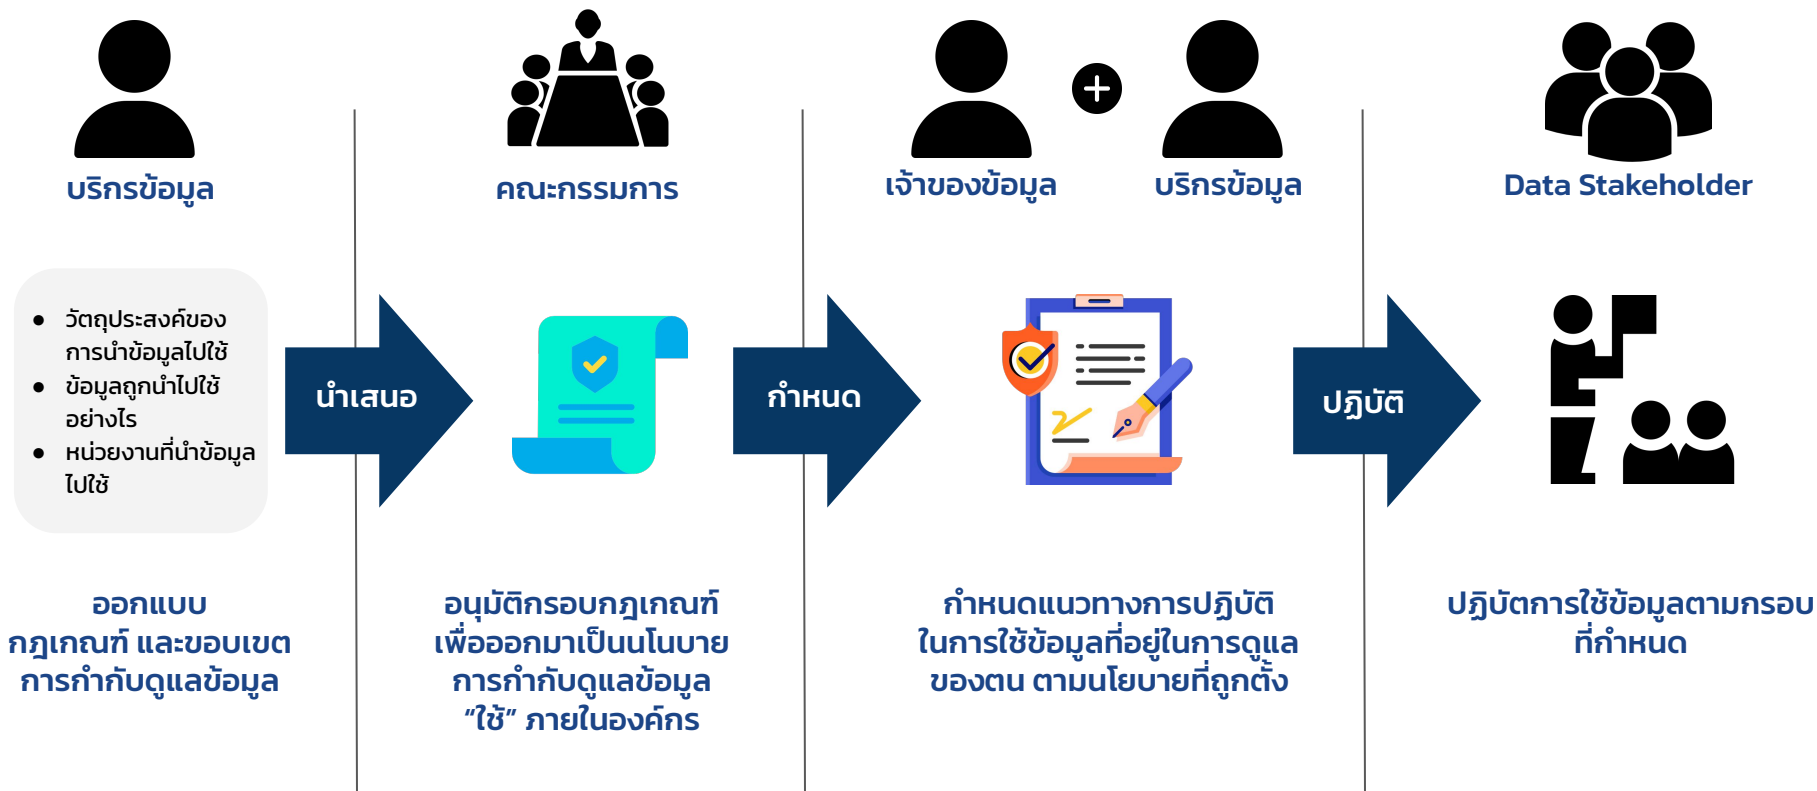 บริกรข้อมูล
คณะกรรมการ
เจ้าของข้อมูล
บริกรข้อมูล
Data Stakeholder
● วัตถุประสงค์ของ
การนำข้อมูลไปใช้
● ข้อมูลถูกนำไปใช้
อย่างไร
● หน่วยงานที่นำข้อมูล
ไปใช้
นำเสนอ
กำหนด
ปฏิบัติ
ออกแบบ
กฎเกณฑ์ และขอบเขต
การกำกับดูแลข้อมูล
อนุมัติกรอบกฎเกณฑ์
เพื่อออกมาเป็นนโนบาย
การกำกับดูแลข้อมูล
“ใช้” ภายในองค์กร
กำหนดแนวทางการปฏิบัติ
ในการใช้ข้อมูลที่อยู่ในการดูแล
ของตน ตามนโยบายที่ถูกตั้ง
ปฏิบัตการใช้ข้อมูลตามกรอบ
ที่กำหนด